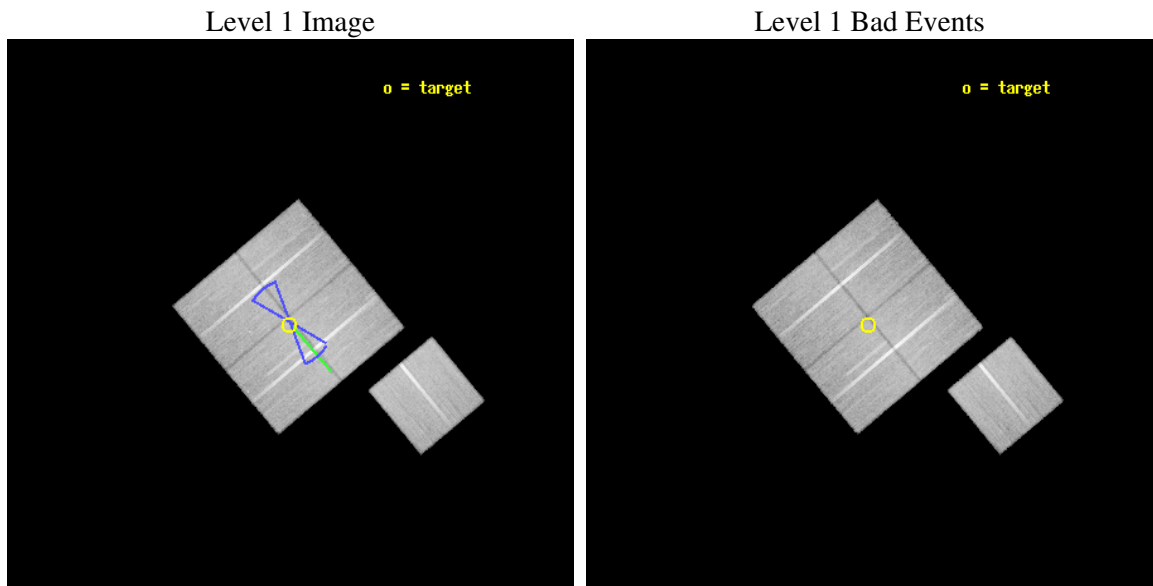 Level 1 Image
Level 1 Bad Events
o = target
o = target